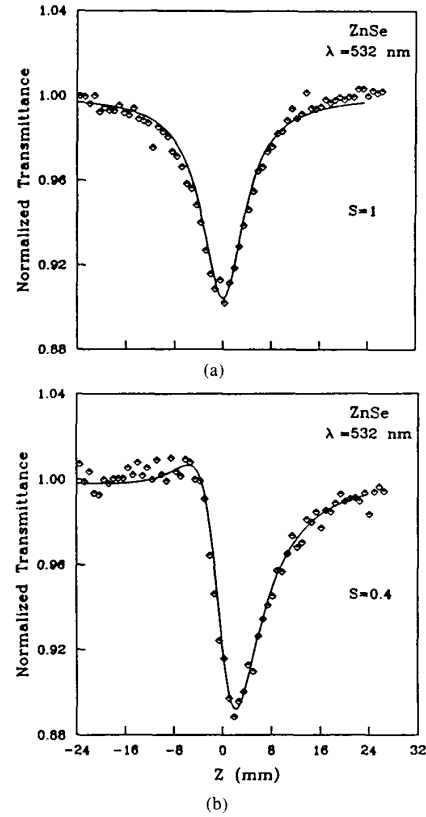 1.04
ZnSe
λ =532 nm
1.00
Normalized Transmittance
0.96
S=1
0.92
0.88
(a)
1.04
ZnSe
λ =532 nm
1.00
Normalized Transmittance
0.96
S=0.4
0.92
0.88
-24 -16 -8 0 8 16 24 32
Z (mm)
(b)